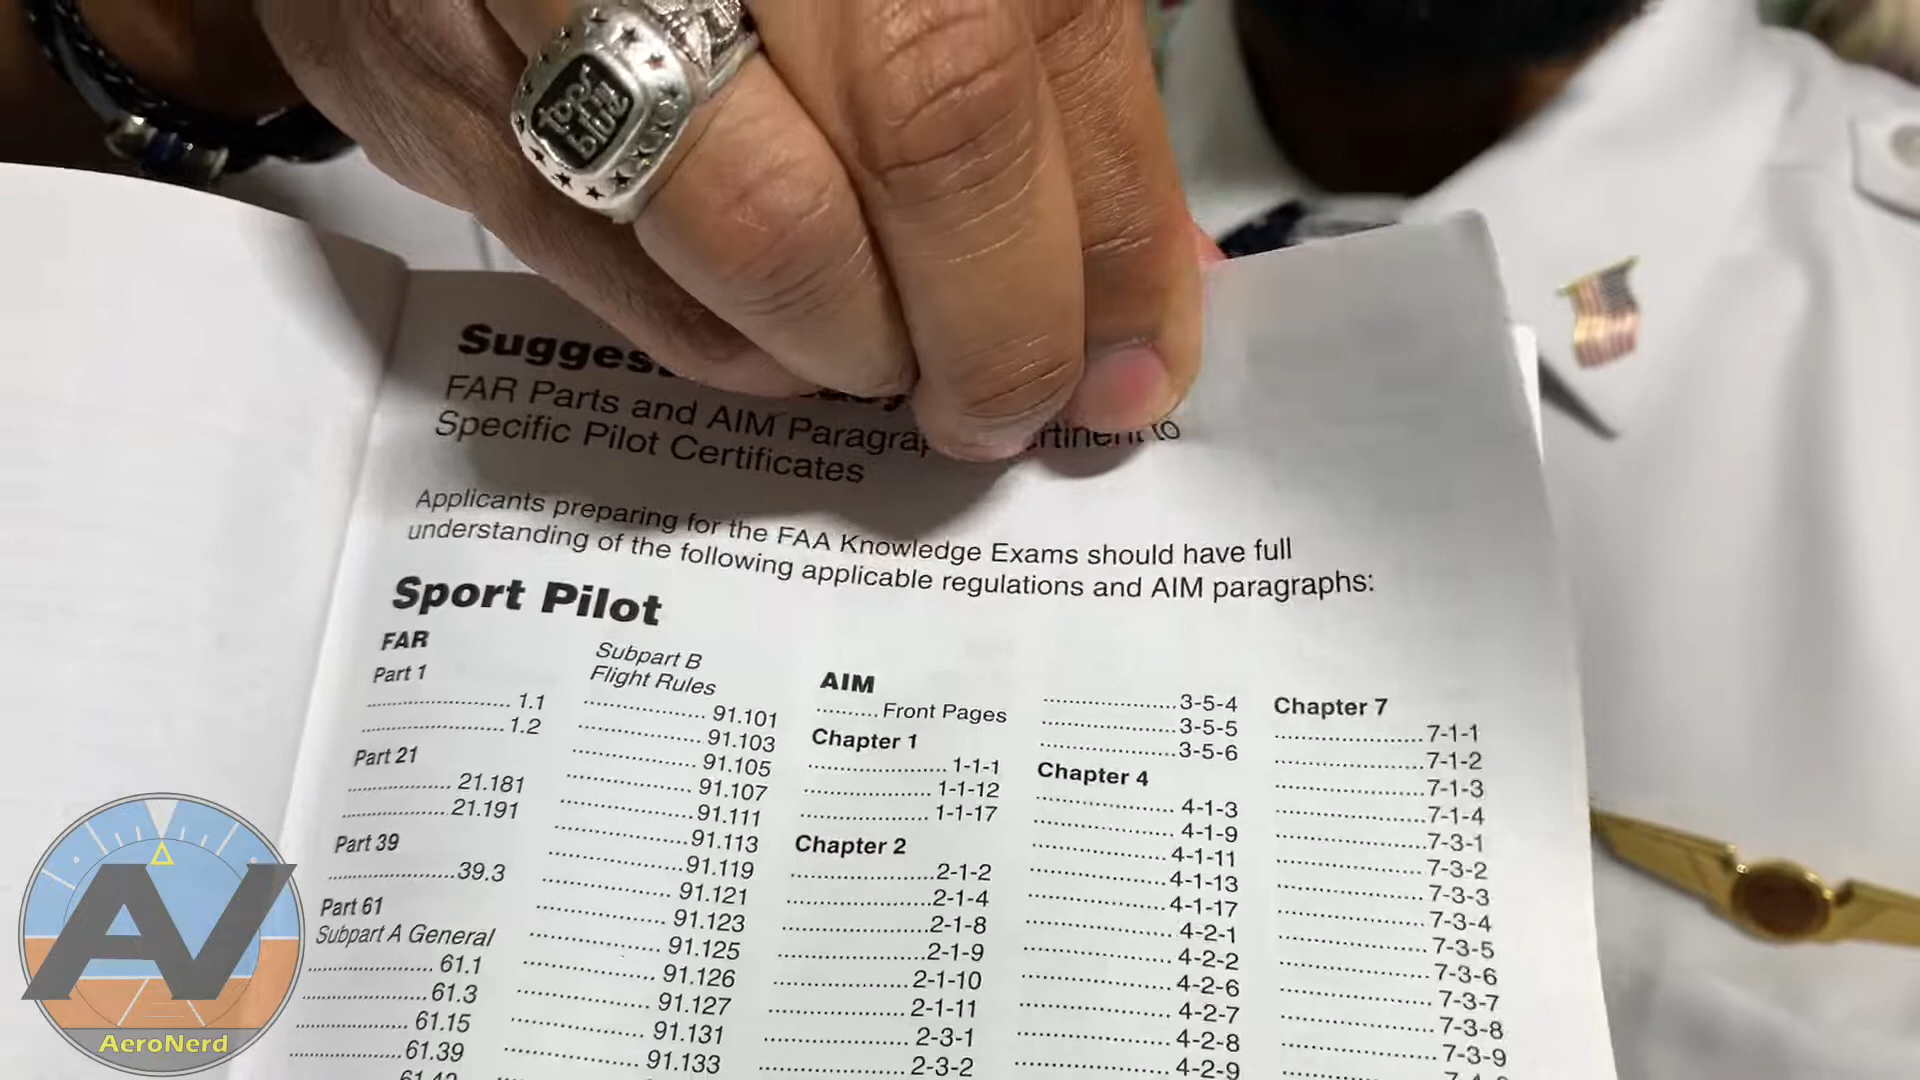 tops
in
blue
FAR Parts and AIM to
Specific Pilot Certificates
Applicants preparing for the FAA Knowledge Exams should have full
understanding of the following applicable regulations and AIM paragraphs:
Sport Pilot
FAR
Part 1
1.1
1.2
Part 21
21.181
21.191
Part 39
39.3
Part 61
Subpart A General
61.1
61.3
61.15
61.39
Subpart B
Flight Rules
91.101
91.103
91.105
91.107
91.111
91.113
91.119
91.121
91.123
91.125
91.126
91.127
91.131
91.133
AIM
Front Pages
Chapter 1
1-1-1
1-1-12
1-1-17
Chapter 2
2-1-2
2-1-4
2-1-8
2-1-9
2-1-10
2-1-11
2-3-1
2-3-2
3-5-4
3-5-5
3-5-6
Chapter 4
4-1-3
4-1-9
4-1-11
4-1-13
4-1-17
4-2-1
4-2-2
4-2-6
4-2-7
4-2-8
4-2-9
Chapter 7
7-1-1
7-1-2
7-1-3
7-1-4
7-3-1
7-3-2
7-3-3
7-3-4
7-3-5
7-3-6
7-3-7
7-3-8
7-3-9
AV
AeroNerd